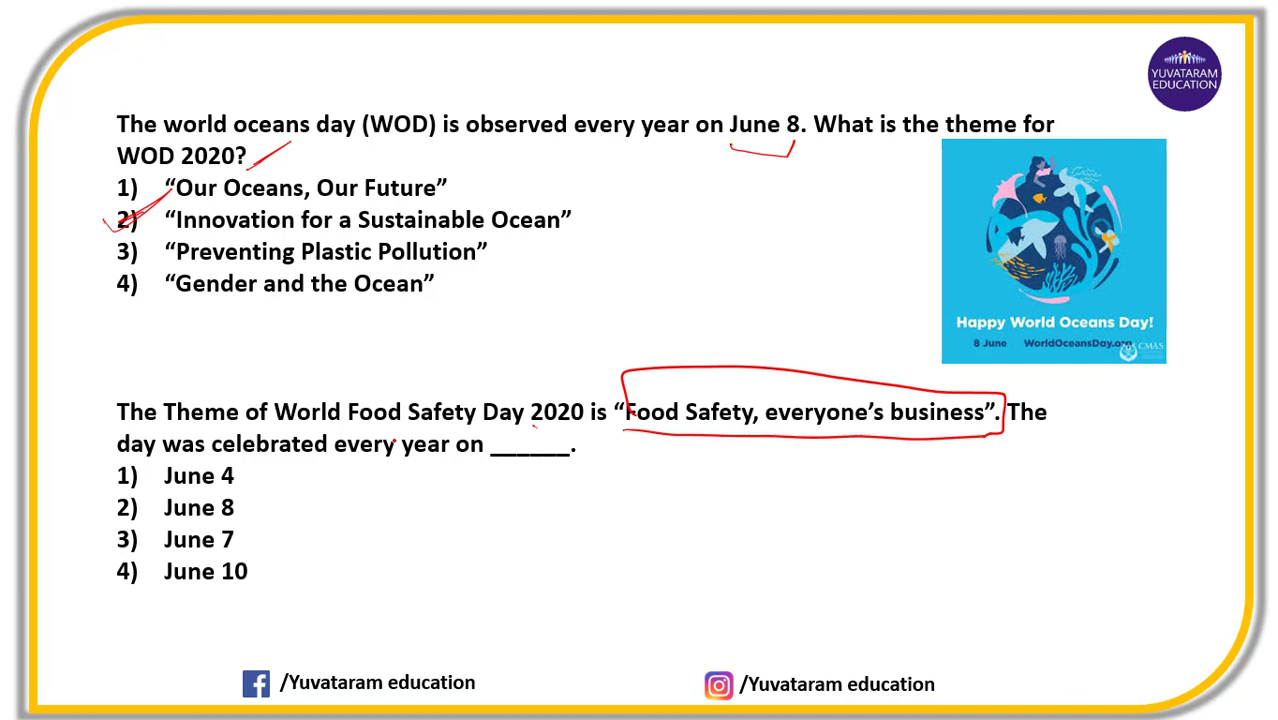 YUVATARAM
EDUCATION
The world oceans day (WOD) is observed every year on June 8. What is the theme for
WOD 2020?
1) “Our Oceans, Our Future”
2) “Innovation for a Sustainable Ocean”
3) “Preventing Plastic Pollution”
4) “Gender and the Ocean”
Happy World Oceans Day!
8 June WorldOceansDay.org
CMAS
The Theme of World Food Safety Day 2020 is “Food Safety, everyone’s business”. The
day was celebrated every year on ______.
1) June 4
2) June 8
3) June 7
4) June 10
/Yuvataram education
/Yuvataram education